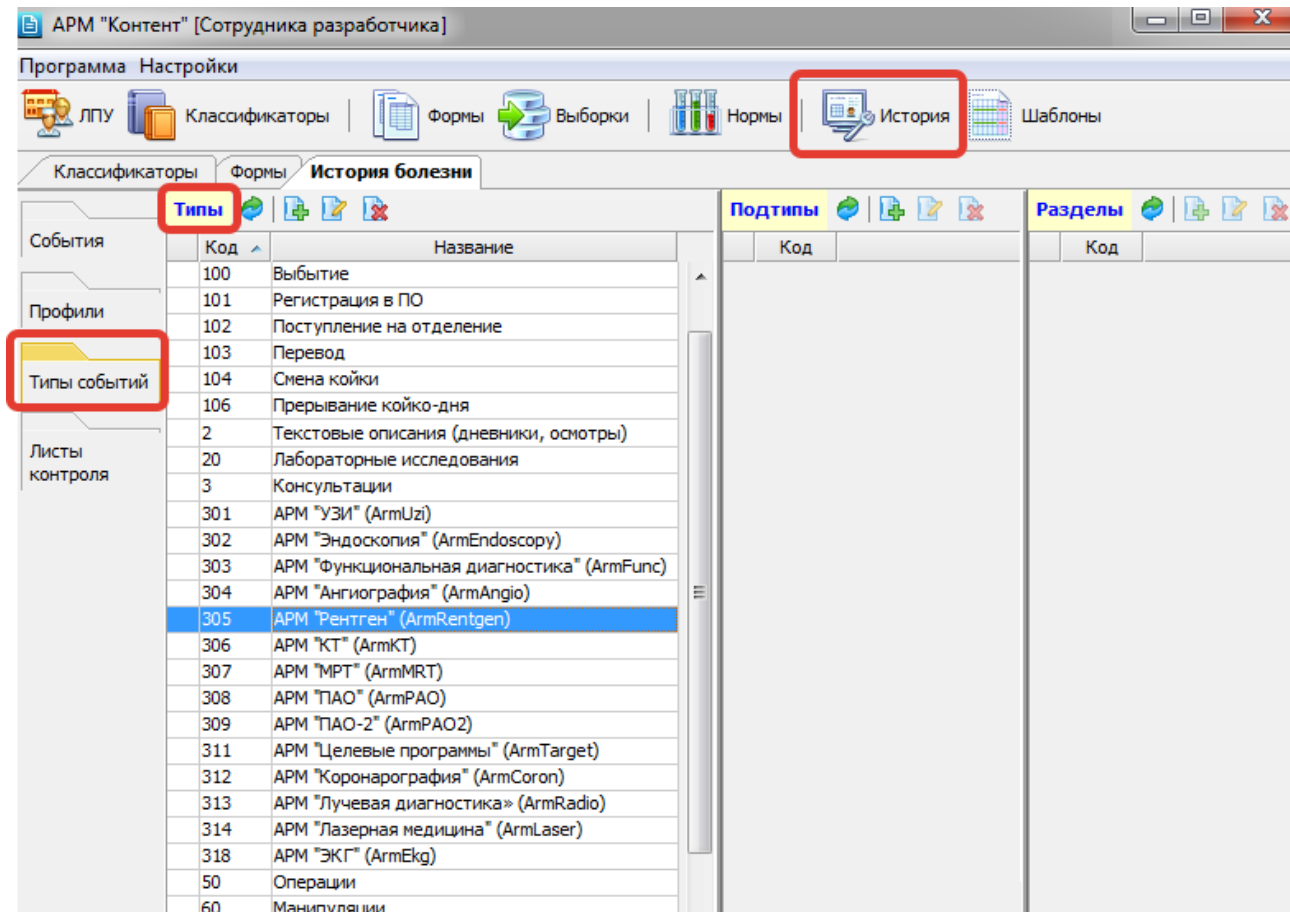 АРМ "Контент" [Сотрудника разработчика]
Программа Настройки
ЛПУ Классификаторы Формы Выборки Нормы История Шаблоны
Классификаторы Формы История болезни
Типы Подтипы Разделы
События
Профили
Типы событий
Листы
контроля
Код Название Код Код
100 Выбытие
101 Регистрация в ПО
102 Поступление на отделение
103 Перевод
104 Смена койки
106 Прерывание койко-дня
2 Текстовые описания (дневники, осмотры)
20 Лабораторные исследования
3 Консультации
301 АРМ "УЗИ" (ArmUzi)
302 АРМ "Эндоскопия" (ArmEndoscopy)
303 АРМ "Функциональная диагностика" (ArmFunc)
304 АРМ "Ангиография" (ArmAngio)
305 АРМ "Рентген" (ArmRentgen)
306 АРМ "КТ" (ArmKT)
307 АРМ "МРТ" (ArmMRT)
308 АРМ "ПАО" (ArmPAO)
309 АРМ "ПАО-2" (ArmPAO2)
311 АРМ "Целевые программы" (ArmTarget)
312 АРМ "Коронарография" (ArmCoron)
313 АРМ "Лучевая диагностика» (ArmRadio)
314 АРМ "Лазерная медицина" (ArmLaser)
318 АРМ "ЭКГ" (ArmEkg)
50 Операции
60 Манипуляции